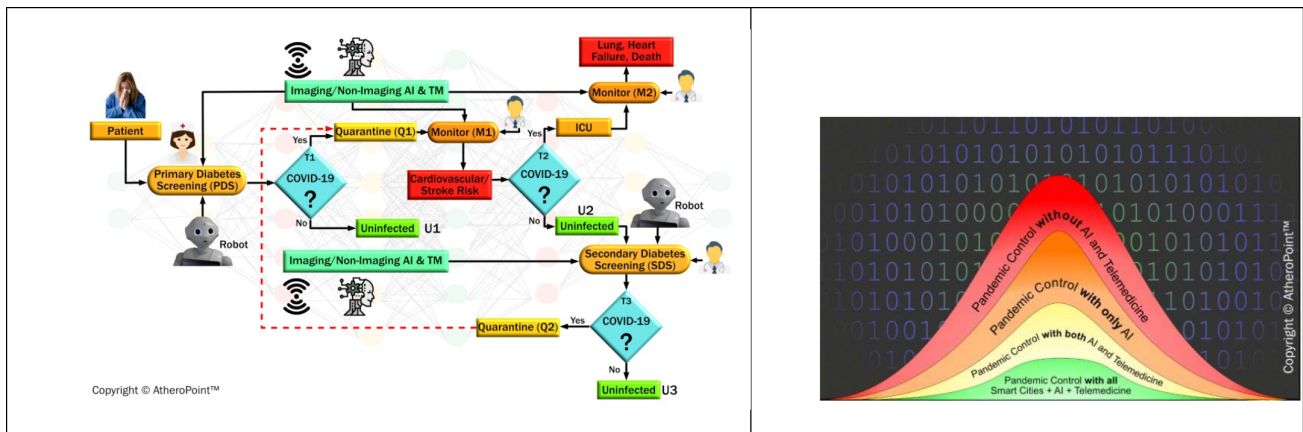 Lung, Heart
Failure, Death
Imaging/Non-Imaging AI & TM
Monitor (M2)
Patient
Quarantine (Q1)
Monitor (M1)
ICU
Yes
Yes
T1
COVID-19
?
T2
COVID-19
?
Primary Diabetes
Screening (PDS)
Cardiovascular/
Stroke Risk
No
Uninfected
U1
No
U2
Uninfected
Robot
Robot
Imaging/Non-Imaging AI & TM
Secondary Diabetes
Screening (SDS)
T3
COVID-19
?
Yes
Quarantine (Q2)
No
Uninfected
U3
Copyright © AtheroPoint™
Pandemic Control without AI and Telemedicine
Pandemic Control with only AI
Pandemic Control with both AI and Telemedicine
Pandemic Control with all
Smart Cities + AI + Telemedicine
Copyright © AtheroPoint™